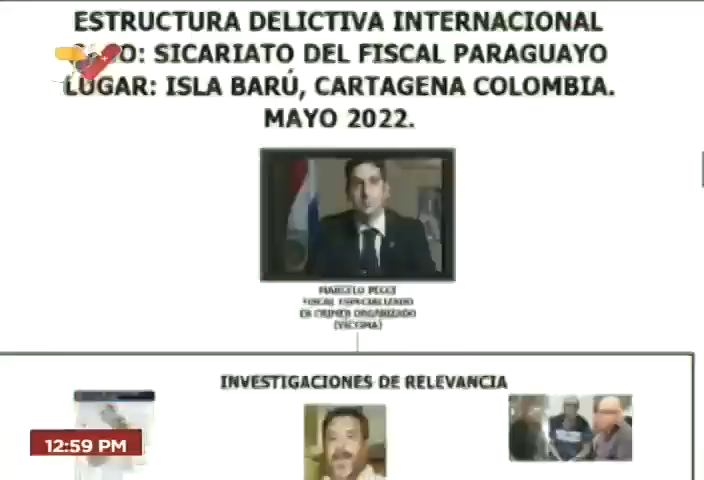 ESTRUCTURA DELICTIVA INTERNACIONAL
SICARIATO DEL FISCAL PARAGUAYO
LUGAR: ISLA BARÚ, CARTAGENA COLOMBIA.
MAYO 2022.
MARCELO PECCI
FISCAL ESPECIALIZADO
EN CRIMEN ORGANIZADO
(VICTIMA)
INVESTIGACIONES DE RELEVANCIA
12:59 PM